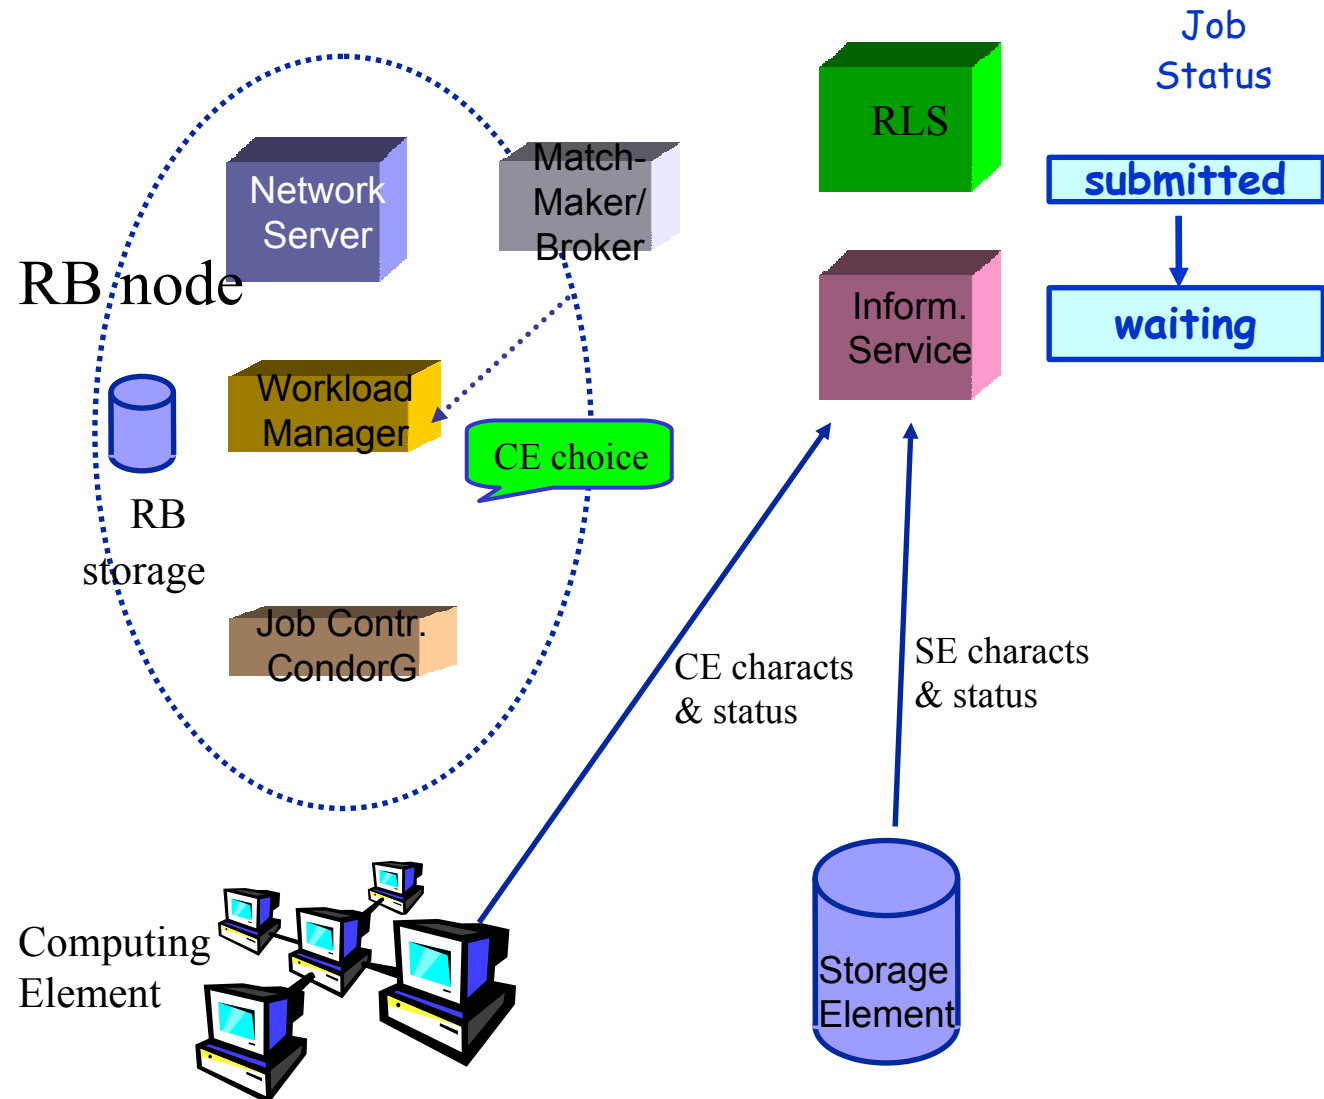 Job
Status
RLS
submitted
Network
Server
Match-
Maker/
Broker
RB node
Inform.
Service
waiting
Workload
Manager
CE choice
RB
storage
Job Contr.
CondorG
CE characts
& status
SE characts
& status
Computing
Element
Storage
Element